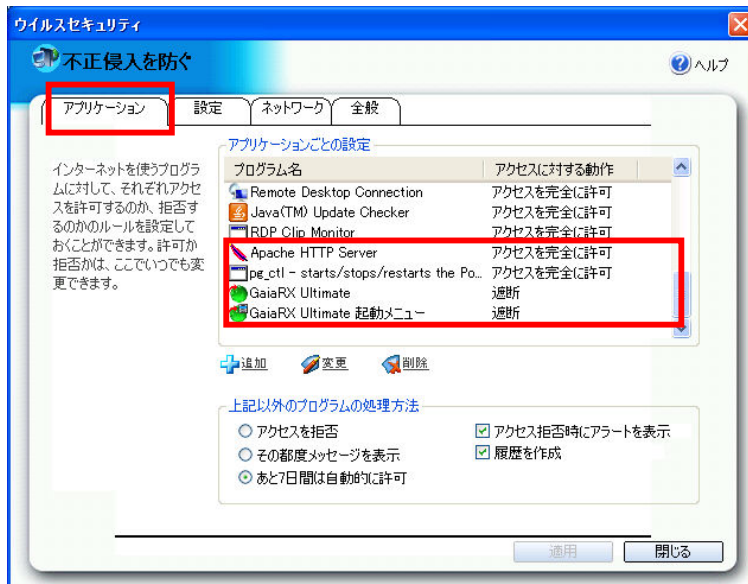 ウイルスセキュリティ
不正侵入を防ぐ
ヘルプ
アプリケーション
設定
ネットワーク
全般
インターネットを使うプログラ
ムに対して、それぞれアクセ
スを許可するのか、拒否す
るのかのルールを設定して
おくことができます。許可か
拒否かは、ここでいつでも変
更できます。
アプリケーションごとの設定
プログラム名 アクセスに対する動作
Remote Desktop Connection アクセスを完全に許可
Java(TM) Update Checker アクセスを完全に許可
RDP Clip Monitor アクセスを完全に許可
Apache HTTP Server アクセスを完全に許可
pg_ctl - starts/stops/restarts the Po... アクセスを完全に許可
GaiaRX Ultimate 遮断
GaiaRX Ultimate 起動メニュー 遮断
追加 変更 削除
上記以外のプログラムの処理方法
アクセスを拒否
その都度メッセージを表示
あと7日間は自動的に許可
アクセス拒否時にアラートを表示
履歴を作成
適用 閉じる